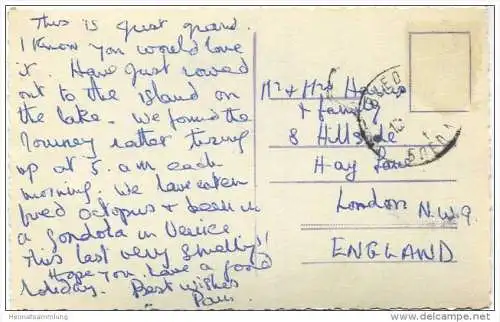 This is just grand.
I know you would love
it. Have just rowed
out to the island on
the lake. We found the
Journey rather tiring
up at 5. a.m each
morning. We have eaten
fried octopus & been in
a gondola in Venice
this last very smelly!
Hope you have a good
holiday. Best wishes
Pam.
Mr & Mrs
& family
8 Hillside
Hay Lane
London
N.W.9.
ENGLAND
BLED
Heimatsammlung
www.delcampe.net